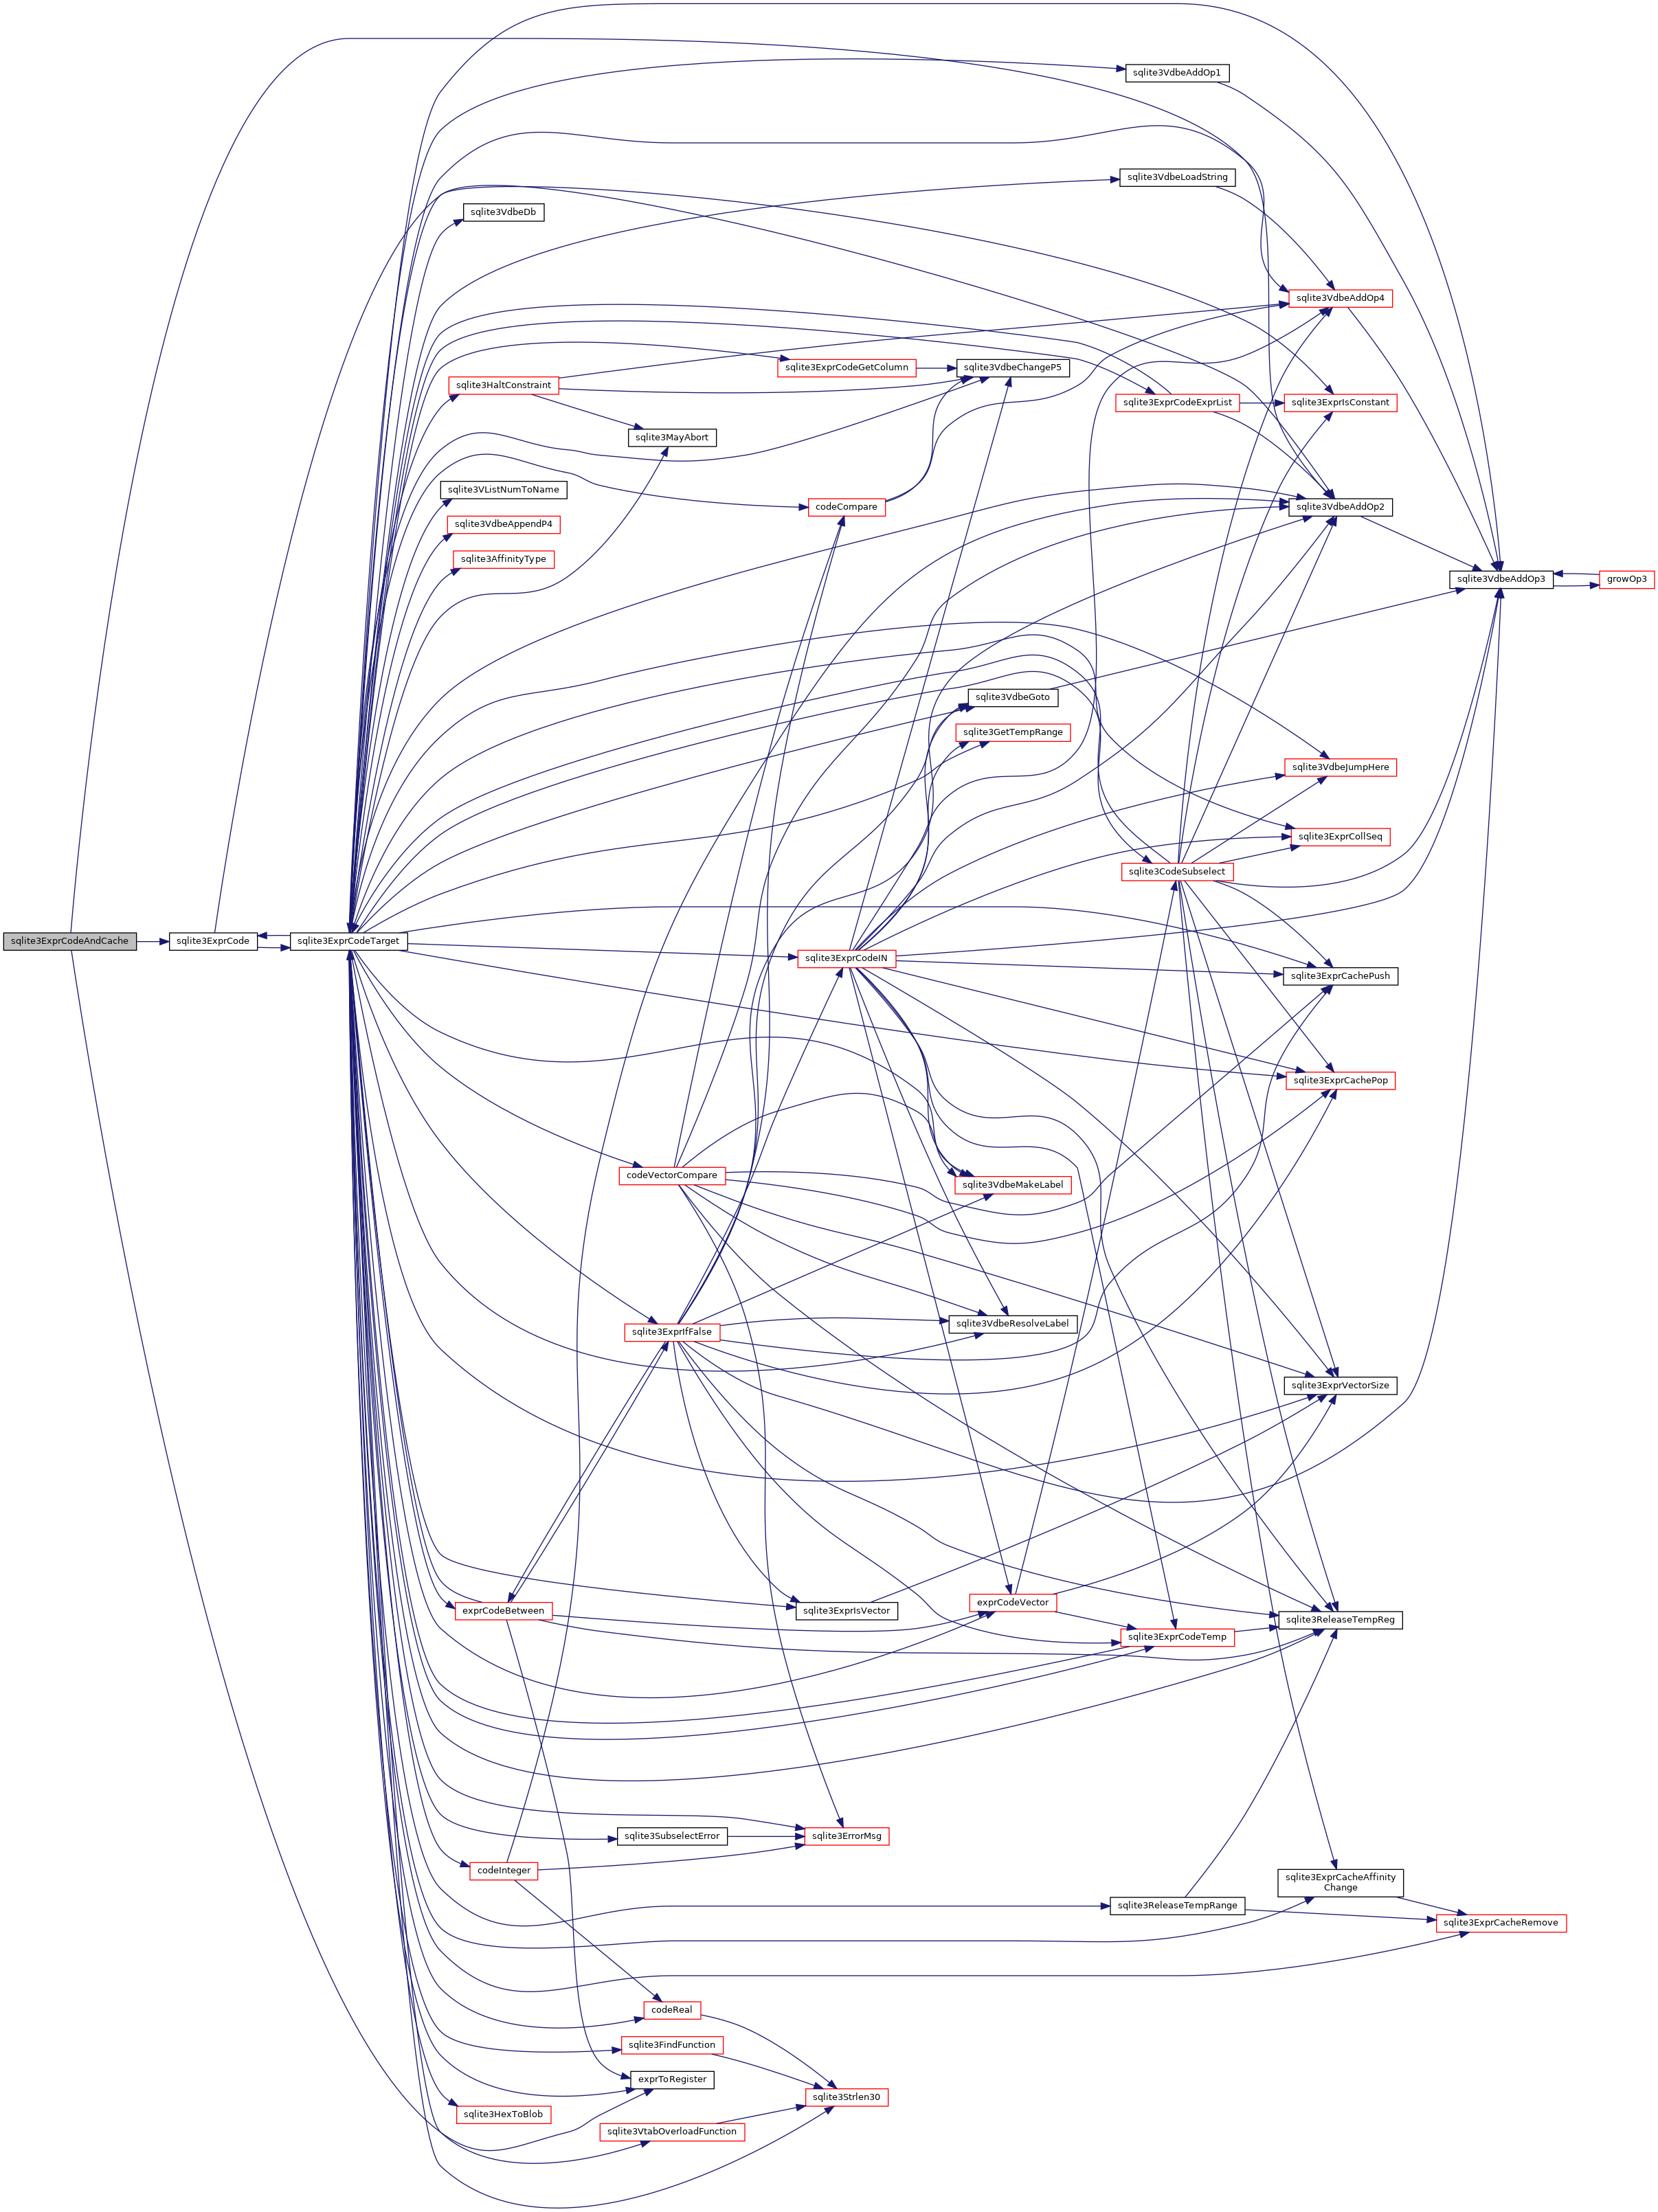 sqlite3VdbeAddOp1
sqlite3VdbeLoadString
sqlite3VdbeDb
sqlite3VdbeAddOp4
sqlite3ExprCodeGetColumn
sqlite3VdbeChangeP5
sqlite3HaltConstraint
sqlite3ExprCodeExprList
sqlite3ExprIsConstant
sqlite3MayAbort
sqlite3VListNumToName
codeCompare
sqlite3VdbeAddOp2
sqlite3VdbeAppendP4
sqlite3AffinityType
sqlite3VdbeAddOp3
growOp3
sqlite3VdbeGoto
sqlite3GetTempRange
sqlite3VdbeJumpHere
sqlite3ExprCollSeq
sqlite3CodeSubselect
sqlite3ExprCodeAndCache
sqlite3ExprCode
sqlite3ExprCodeTarget
sqlite3ExprCodeIN
sqlite3ExprCachePush
sqlite3ExprCachePop
codeVectorCompare
sqlite3VdbeMakeLabel
sqlite3VdbeResolveLabel
sqlite3ExprIfFalse
sqlite3ExprVectorSize
exprCodeVector
exprCodeBetween
sqlite3ExprIsVector
sqlite3ReleaseTempReg
sqlite3ExprCodeTemp
sqlite3SubselectError
sqlite3ErrorMsg
codeInteger
sqlite3ExprCacheAffinity
Change
sqlite3ReleaseTempRange
sqlite3ExprCacheRemove
codeReal
sqlite3FindFunction
exprToRegister
sqlite3Strlen30
sqlite3HexToBlob
sqlite3VtabOverloadFunction